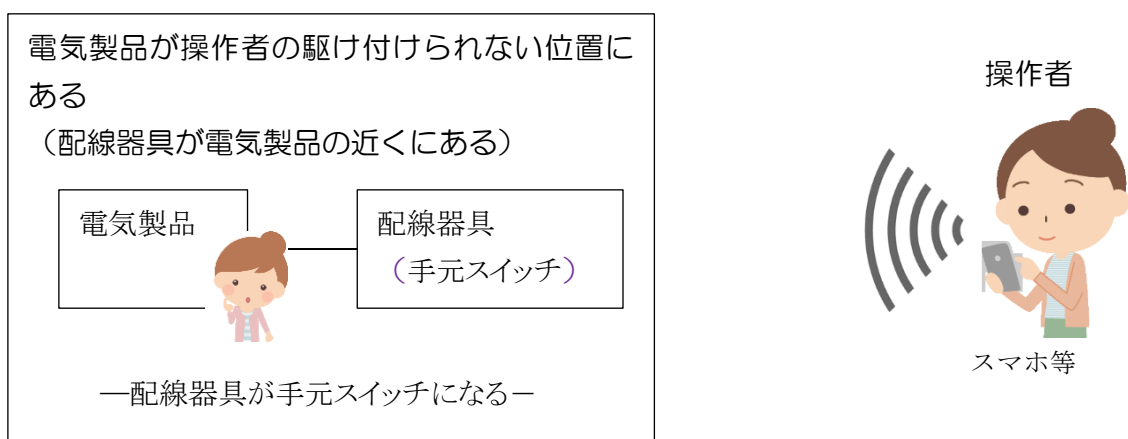 電気製品が操作者の駆け付けられない位置に
ある
（配線器具が電気製品の近くにある）
電気製品
配線器具
（手元スイッチ）
―配線器具が手元スイッチになる－
操作者
スマホ等